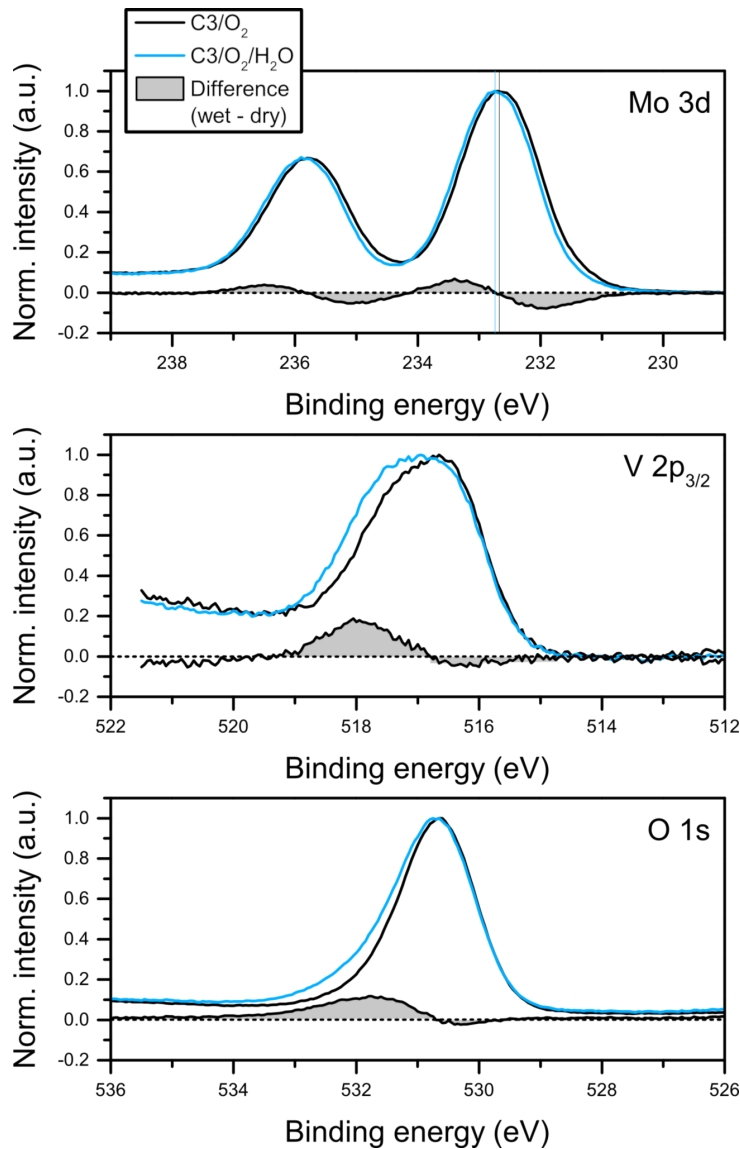 C3/O₂
C3/O₂/H₂O
Difference
(wet - dry)
Mo 3d
Norm. intensity (a.u.)
1.0
0.8
0.6
0.4
0.2
0.0
-0.2
238 236 234 232 230
Binding energy (eV)
V 2p₃/₂
Norm. intensity (a.u.)
1.0
0.8
0.6
0.4
0.2
0.0
-0.2
522 520 518 516 514 512
Binding energy (eV)
O 1s
Norm. intensity (a.u.)
1.0
0.8
0.6
0.4
0.2
0.0
-0.2
536 534 532 530 528 526
Binding energy (eV)